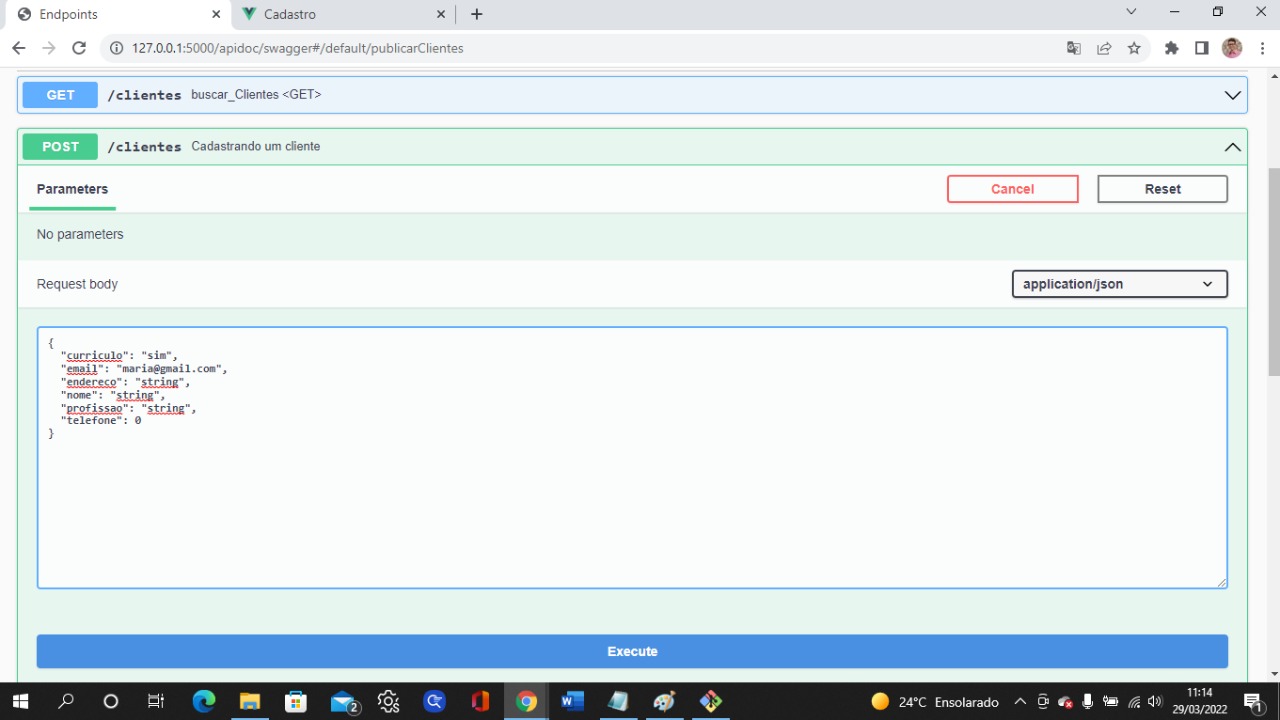 Endpoints
Cadastro
127.0.0.1:5000/apidoc/swagger#/default/publicarClientes
GET /clientes buscar_Clientes <GET>
POST /clientes Cadastrando um cliente
Parameters
Cancel
Reset
No parameters
Request body
application/json
{
"curriculo": "sim",
"email": "maria@gmail.com",
"endereco": "string",
"nome": "string",
"profissao": "string",
"telefone": 0
}
Execute
2
24°C Ensolarado
11:14
29/03/2022
1